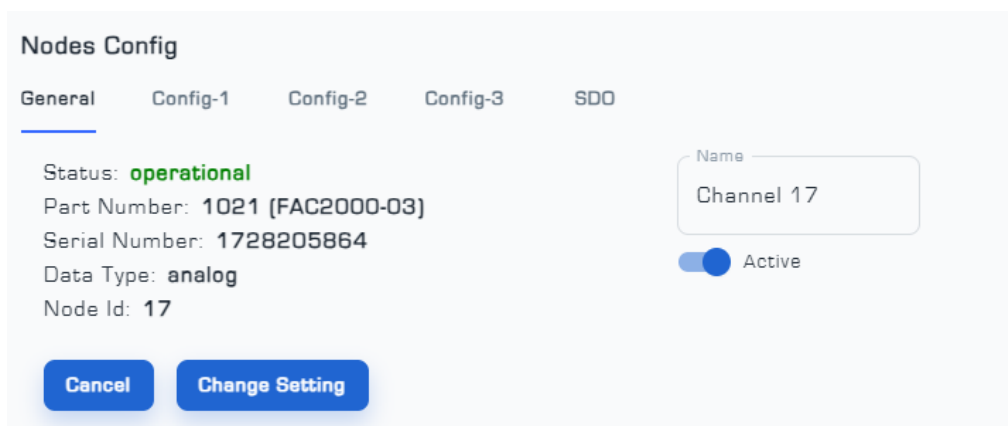 Nodes Config
General Config-1 Config-2 Config-3 SDO
Status: operational
Part Number: 1021 (FAC2000-03)
Serial Number: 1728205864
Data Type: analog
Node Id: 17
Name
Channel 17
Active
Cancel Change Setting